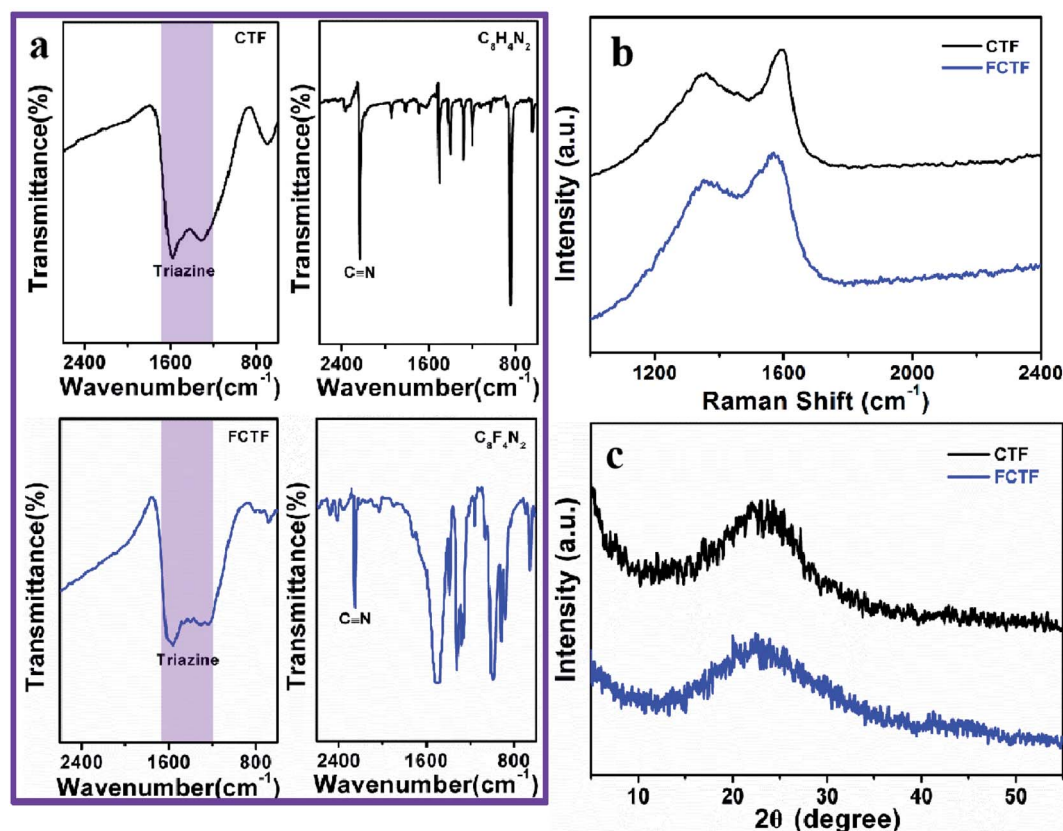 a
CTF
Transmittance(%)
Triazine
2400 1600 800
Wavenumber(cm⁻¹)
C₈H₄N₂
Transmittance(%)
C≡N
2400 1600 800
Wavenumber(cm⁻¹)
FCTF
Transmittance(%)
Triazine
2400 1600 800
Wavenumber(cm⁻¹)
C₈F₄N₂
Transmittance(%)
C≡N
2400 1600 800
Wavenumber(cm⁻¹)
b
CTF
FCTF
Intensity (a.u.)
1200 1600 2000 2400
Raman Shift (cm⁻¹)
c
CTF
FCTF
Intensity (a.u.)
10 20 30 40 50
2θ (degree)